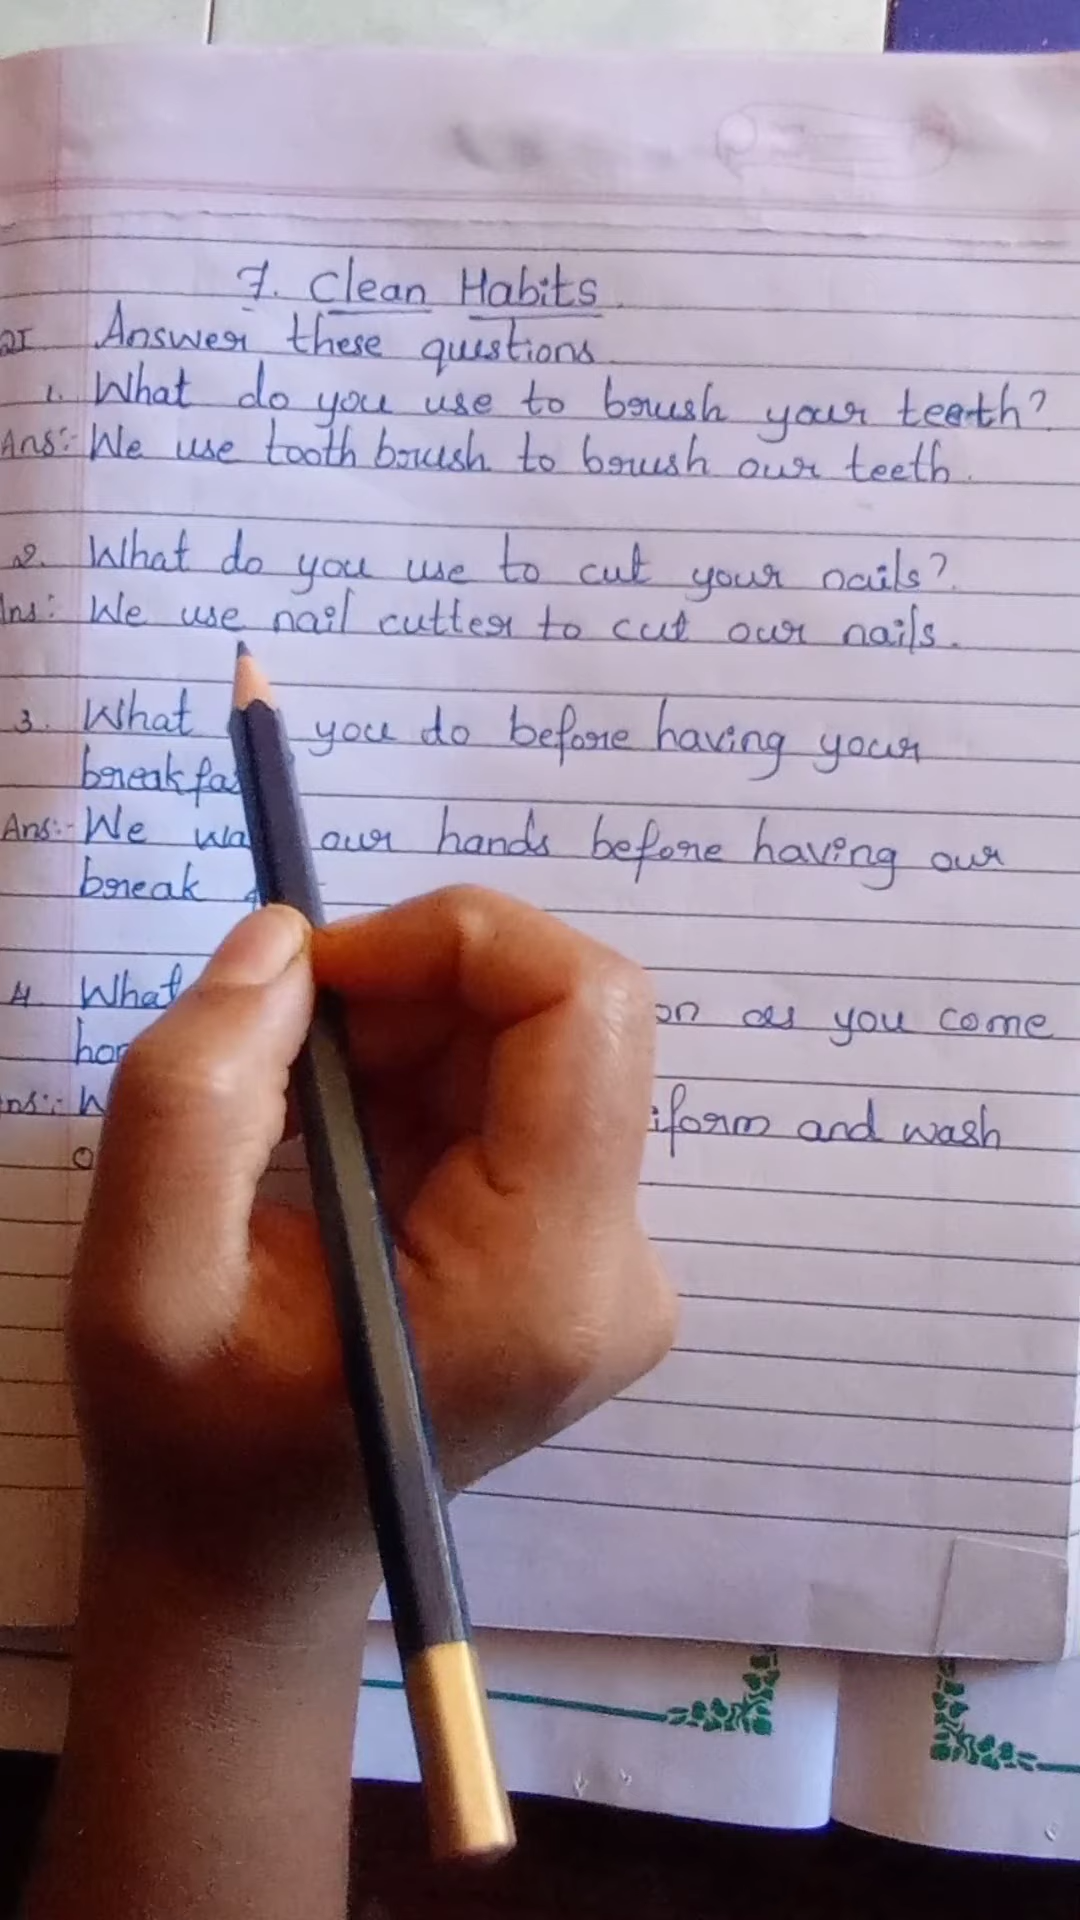 7. Clean Habits
QI Answer these questions
1. What do you use to brush your teeth?
Ans:- We use tooth brush to brush our teeth.
2. What do you use to cut your nails?
Ans:- We use nail cutter to cut our nails.
3. What you do before having your
Ans:- We our hands before having our
break
4. What as you come
Ans:- and wash